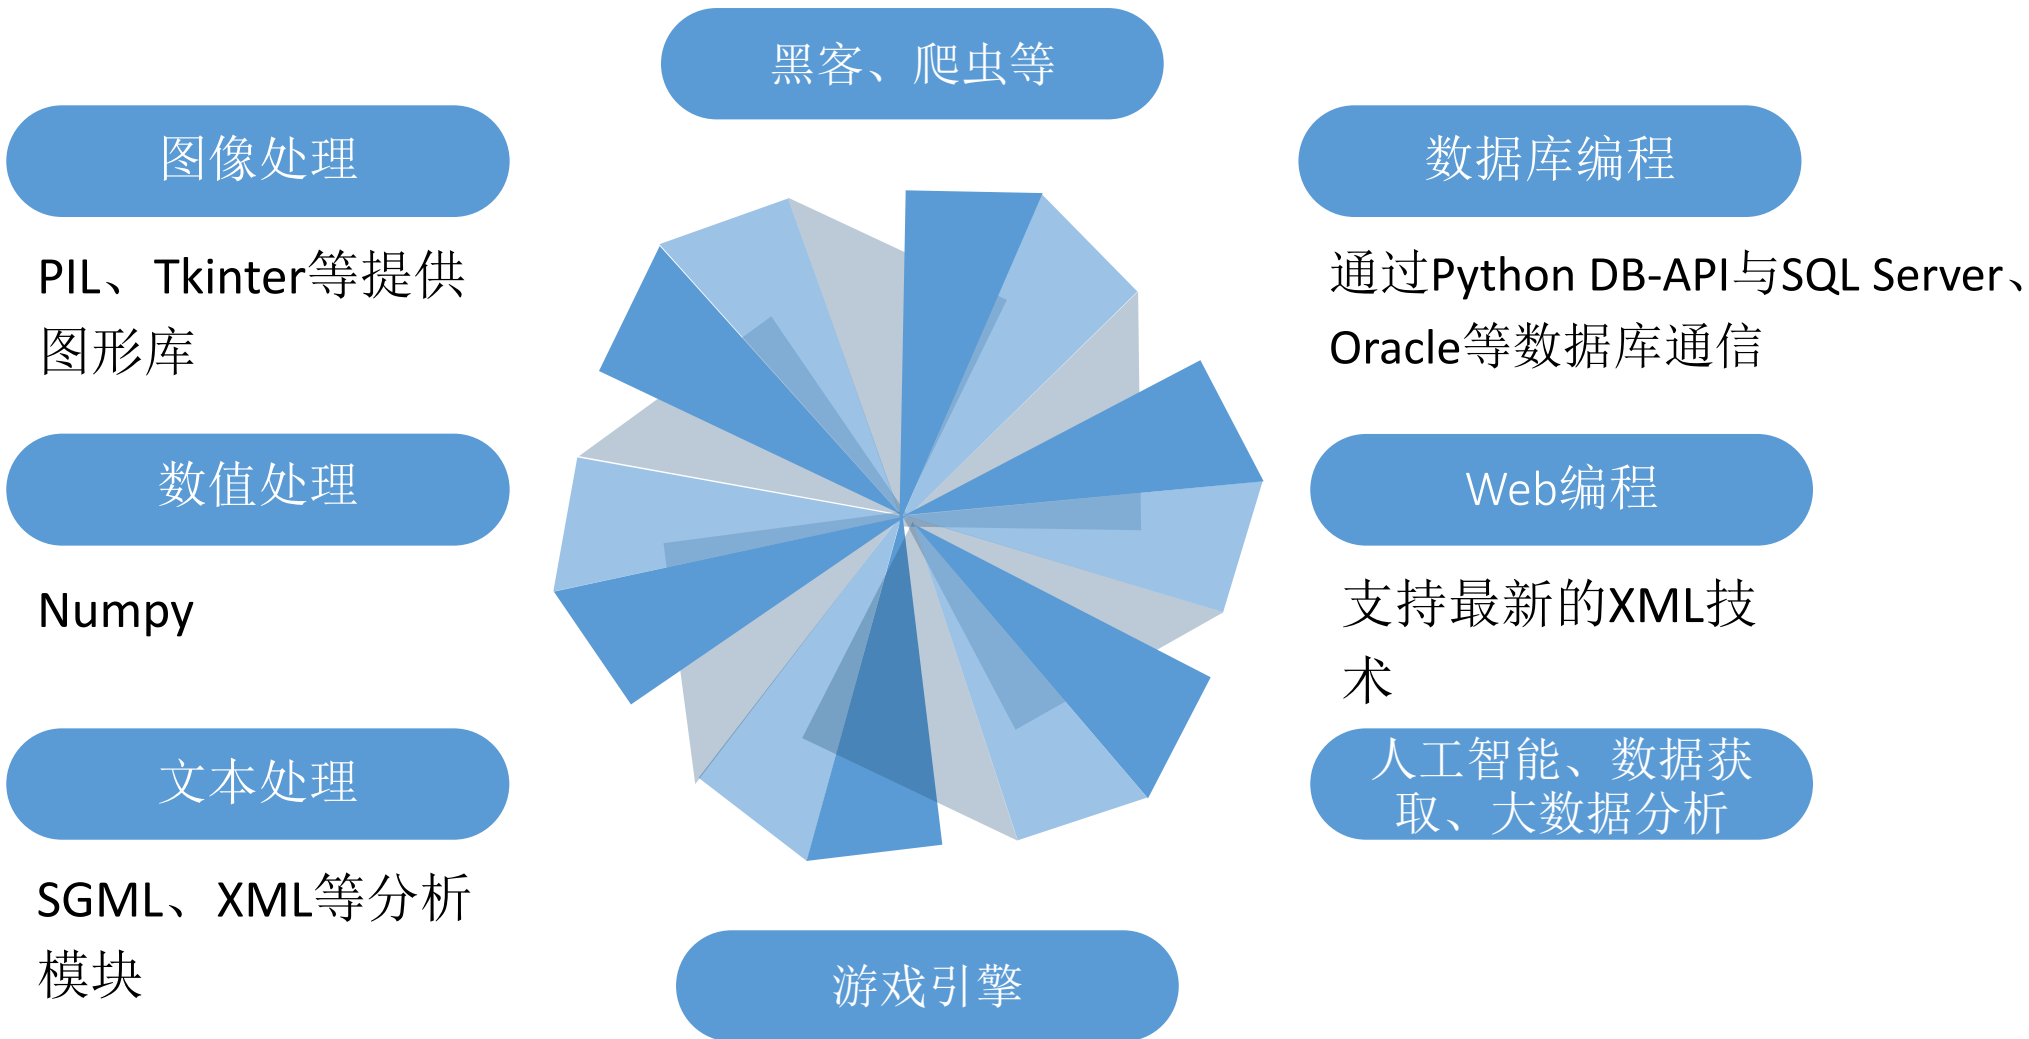 黑客、爬虫等
图像处理
PIL、Tkinter等提供
图形库
数值处理
Numpy
文本处理
SGML、XML等分析
模块
游戏引擎
数据库编程
通过Python DB-API与SQL Server、
Oracle等数据库通信
Web编程
支持最新的XML技
术
人工智能、数据获
取、大数据分析